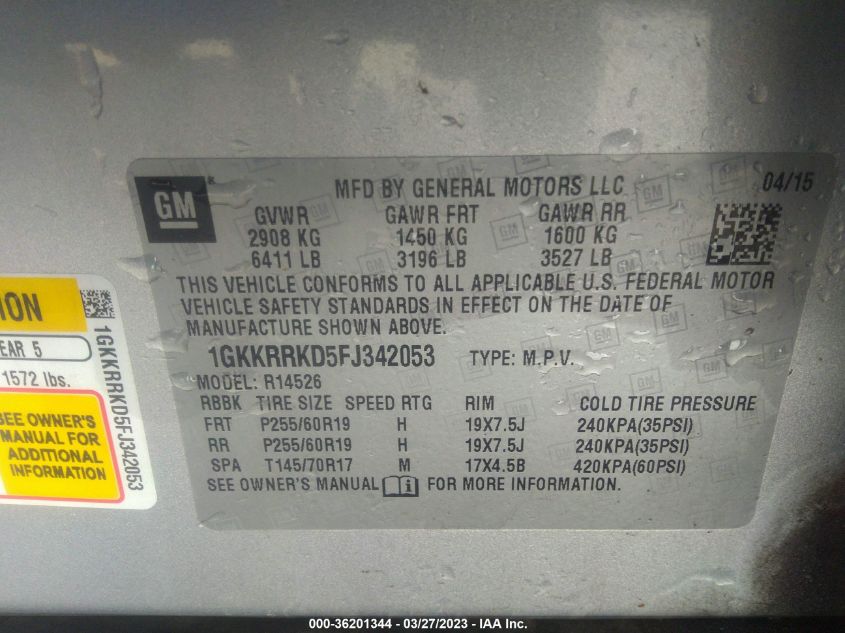 GM
MFD BY GENERAL MOTORS LLC 04/15
GVWR GAWR FRT GAWR RR
2908 KG 1450 KG 1600 KG
6411 LB 3196 LB 3527 LB
THIS VEHICLE CONFORMS TO ALL APPLICABLE U.S. FEDERAL MOTOR
VEHICLE SAFETY STANDARDS IN EFFECT ON THE DATE OF
MANUFACTURE SHOWN ABOVE.
1GKKRRKD5FJ342053 TYPE: M.P.V.
MODEL: R14526
RBBK TIRE SIZE SPEED RTG RIM COLD TIRE PRESSURE
FRT P255/60R19 H 19X7.5J 240KPA(35PSI)
RR P255/60R19 H 19X7.5J 240KPA(35PSI)
SPA T145/70R17 M 17X4.5B 420KPA(60PSI)
SEE OWNER'S MANUAL FOR MORE INFORMATION.
ION
EAR 5
1572 lbs.
SEE OWNER'S
MANUAL FOR
ADDITIONAL
INFORMATION
1GKKRRKD5FJ342053
000-36201344 - 03/27/2023 - IAA Inc.